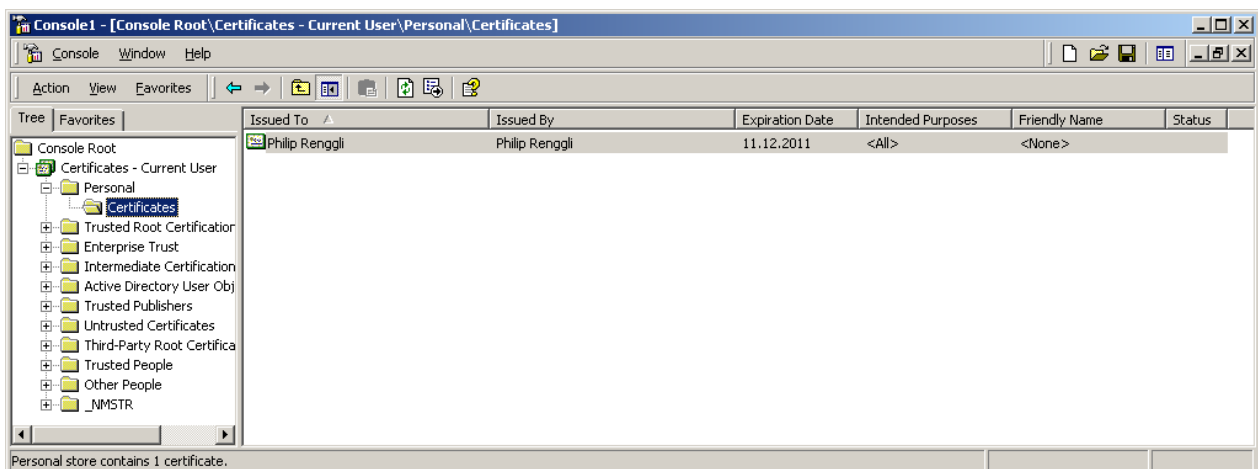 Console1 - [Console Root\Certificates - Current User\Personal\Certificates]
Console Window Help
Action View Favorites
Tree Favorites
Issued To Issued By Expiration Date Intended Purposes Friendly Name Status
Philip Renggli Philip Renggli 11.12.2011 <All> <None>
Console Root
Certificates - Current User
Personal
Certificates
Trusted Root Certification
Enterprise Trust
Intermediate Certification
Active Directory User Obj
Trusted Publishers
Untrusted Certificates
Third-Party Root Certifica
Trusted People
Other People
_NMSTR
Personal store contains 1 certificate.